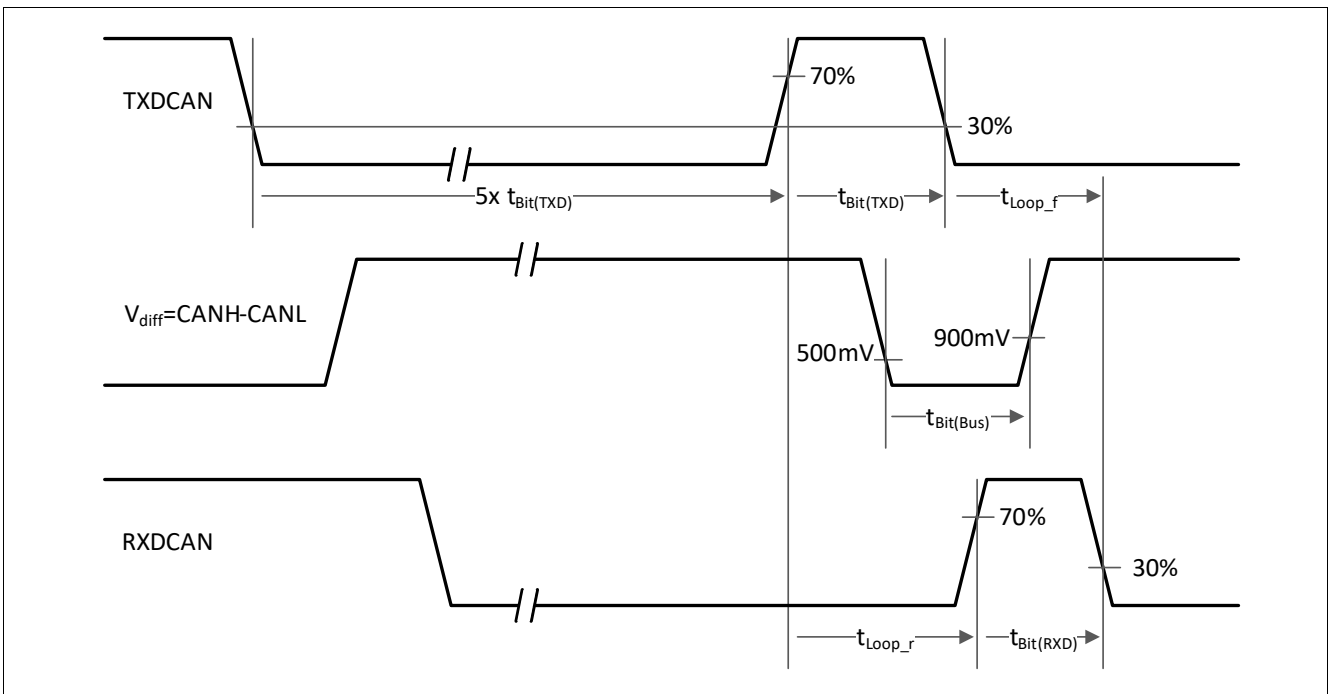 70%
TXDCAN
30%
5x tBit(TXD)
tBit(TXD)
tLoop_f
Vdiff=CANH-CANL
900mV
500mV
tBit(Bus)
70%
RXDCAN
30%
tLoop_r
tBit(RXD)